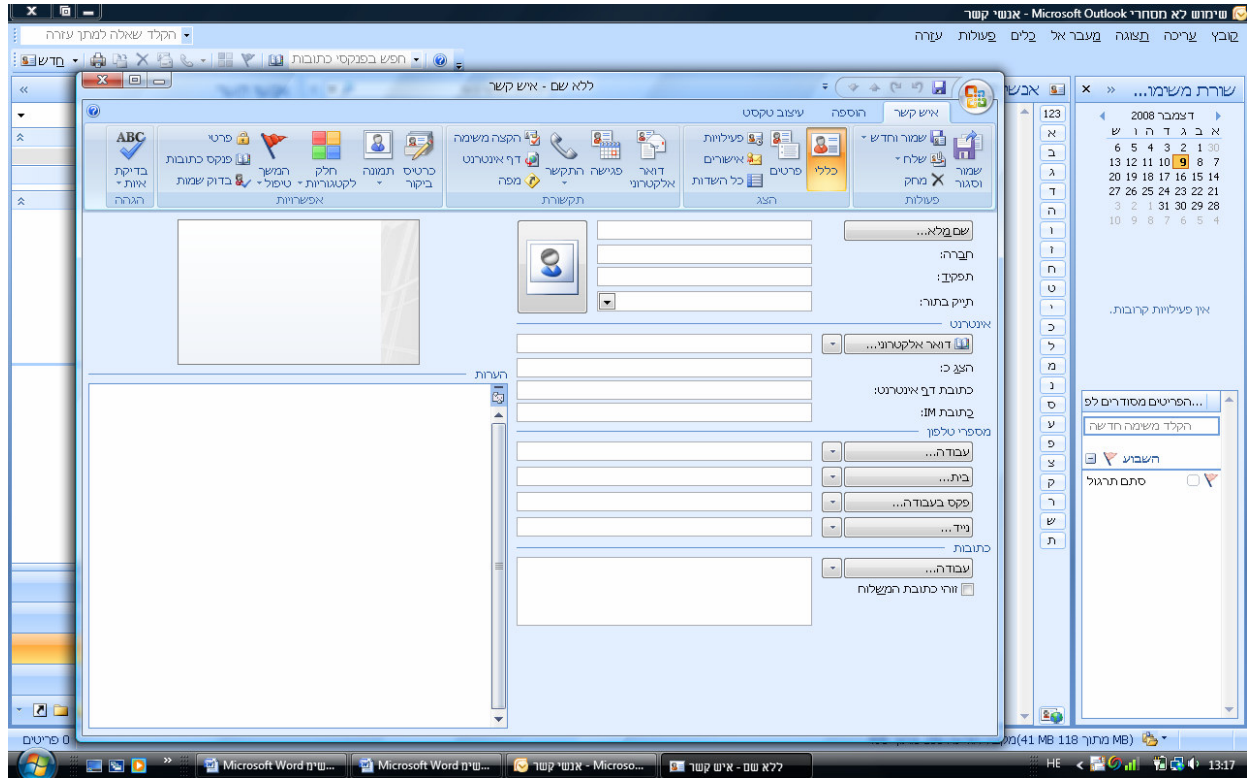 שימוש לא מסחרי Microsoft Outlook - אנשי קשר
קובץ עריכה תצוגה מעבר אל כלים פעולות עזרה
הקלד שאלה למתן עזרה
חדש
חפש בפנקסי כתובות
שורת משימו...
דצמבר 2008
א ב ג ד ה ו ש
30 1 2 3 4 5 6
7 8 9 10 11 12 13
14 15 16 17 18 19 20
21 22 23 24 25 26 27
28 29 30 31 1 2 3
4 5 6 7 8 9 10
אין פעילויות קרובות.
הפריטים מסודרים לפ...
הקלד משימה חדשה
השבוע
סתם תרגול
123
א
ב
ג
ד
ה
ו
ז
ח
ט
י
כ
ל
מ
נ
ס
ע
פ
צ
ק
ר
ש
ת
ללא שם - איש קשר
איש קשר הוספה עיצוב טקסט
שמור וסגור
שמור וחדש
שלח
מחק
פעולות
כללי
פרטים
פעילויות
אישורים
כל השדות
הצג
דואר אלקטרוני
פגישה
התקשר
הקצה משימה
דף אינטרנט
מפה
תקשורת
כרטיס ביקור
תמונה
חלק לקטגוריות
המשך טיפול
פרטי
פנקס כתובות
בדוק שמות
אפשרויות
ABC
בדיקת איות
הגהה
שם מלא...
חברה:
תפקיד:
תייק בתור:
אינטרנט
דואר אלקטרוני...
הצג כ:
כתובת דף אינטרנט:
כתובת IM:
מספרי טלפון
עבודה...
בית...
פקס בעבודה...
נייד...
כתובות
עבודה...
זוהי כתובת המשלוח
הערות
0 פריטים
HE
13:17
ללא שם - איש קשר
אנשי קשר - Microso...
שימ Microsoft Word...
שימ Microsoft Word...